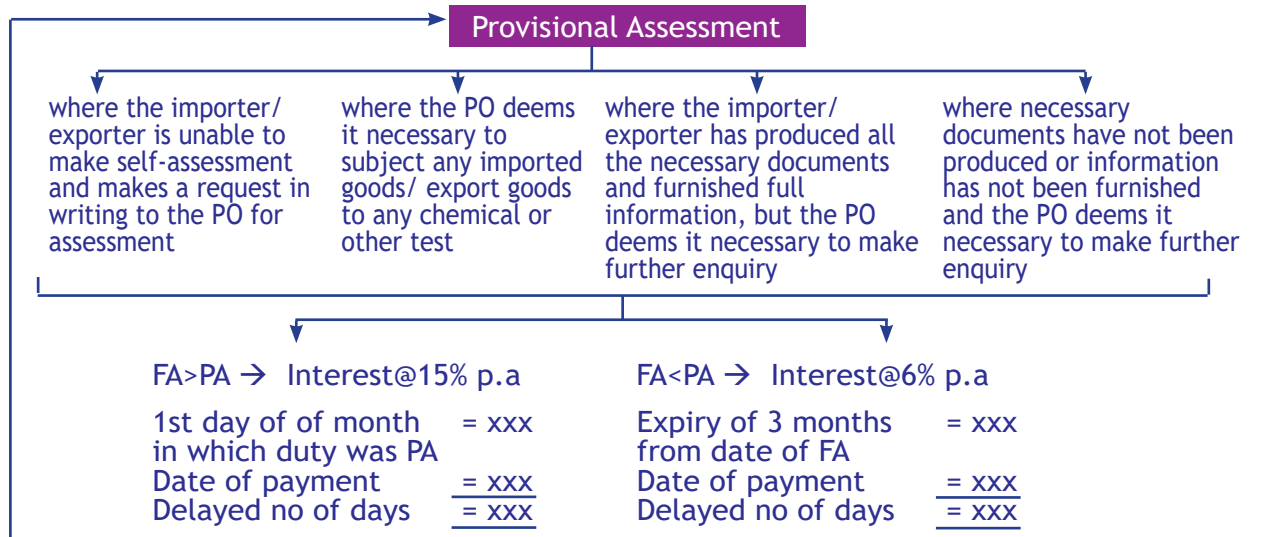 Provisional Assessment
where the importer/
exporter is unable to
make self-assessment
and makes a request in
writing to the PO for
assessment
where the PO deems
it necessary to
subject any imported
goods/ export goods
to any chemical or
other test
where the importer/
exporter has produced all
the necessary documents
and furnished full
information, but the PO
deems it necessary to make
further enquiry
where necessary
documents have not been
produced or information
has not been furnished
and the PO deems it
necessary to make further
enquiry
FA>PA → Interest@15% p.a
1st day of of month = xxx
in which duty was PA
Date of payment = xxx
Delayed no of days = xxx
FA<PA → Interest@6% p.a
Expiry of 3 months = xxx
from date of FA
Date of payment = xxx
Delayed no of days = xxx